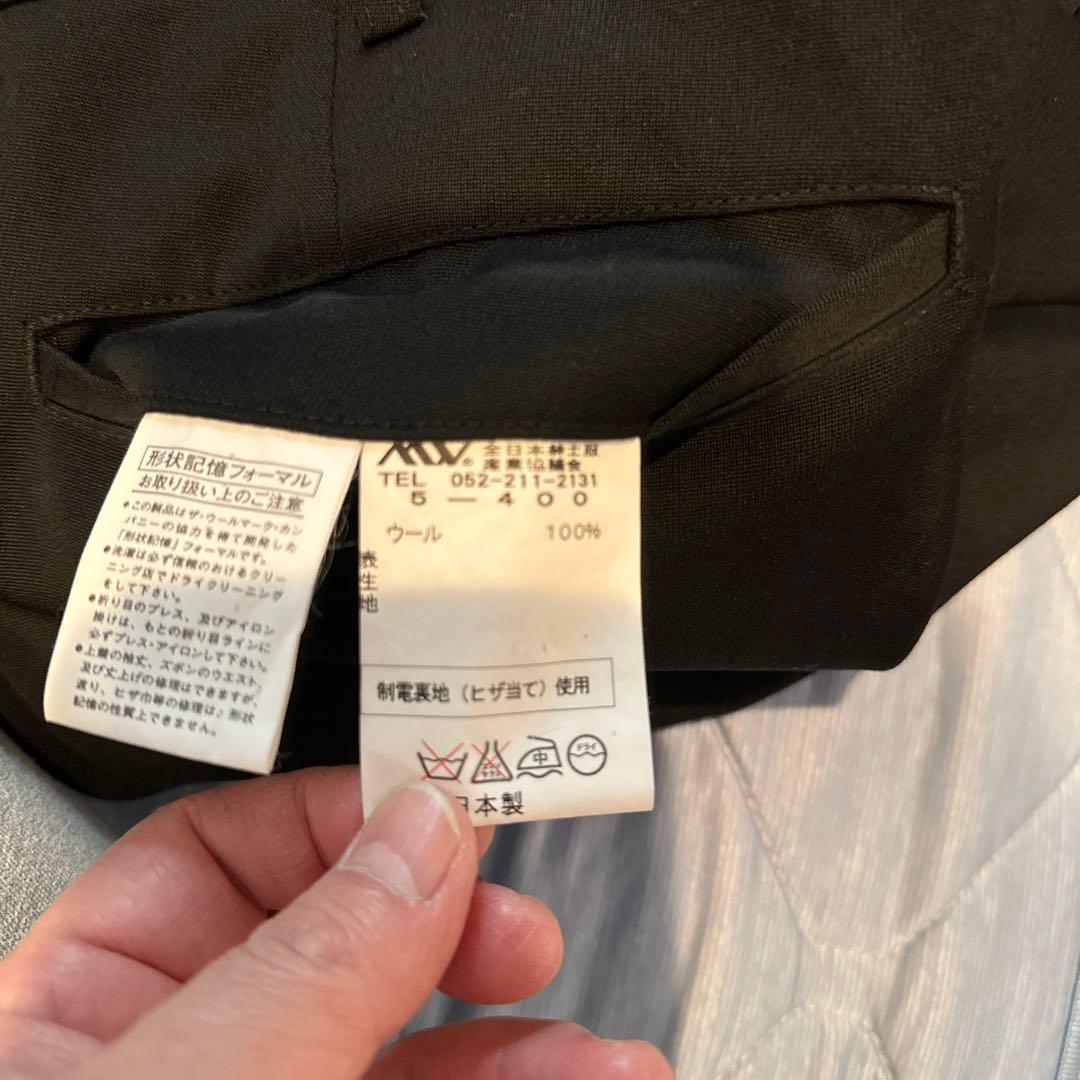 形状記憶フォーマル
お取り扱い上のご注意
●この製品はザ・ウールマーク・カン
パニーの協力を得て開発した
「形状記憶」フォーマルです。
●洗濯は必ず信頼のおけるクリー
ニング店でドライクリーニング
をして下さい。
●折り目のプレス、及びアイロン
掛けは、もとの折り目ラインに
必ずプレス・アイロンして下さい。
●上着の袖丈、ズボンのウエスト
及び丈上げの修理はできますが、
渡り、ヒザ巾等の修理は、形状
記憶の性質上できません。
全日本紳士服
産業協議会
TEL 052-211-2131
5-400
ウール 100%
表生地
制電裏地（ヒザ当て）使用
中
ドライ
日本製